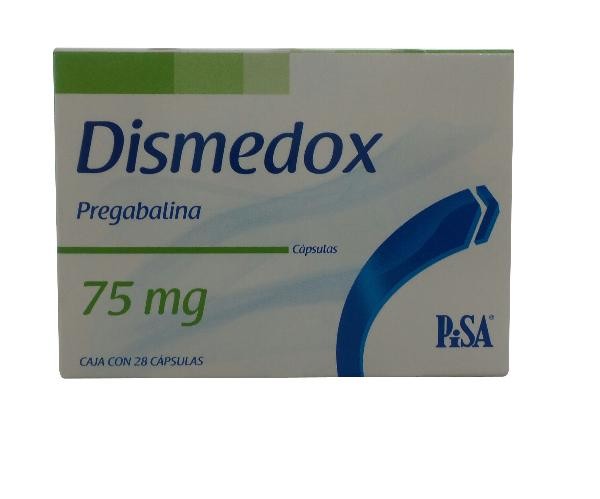 Dismedox
Pregabalina
Cápsulas
75 mg
CAJA CON 28 CÁPSULAS
PiSA®